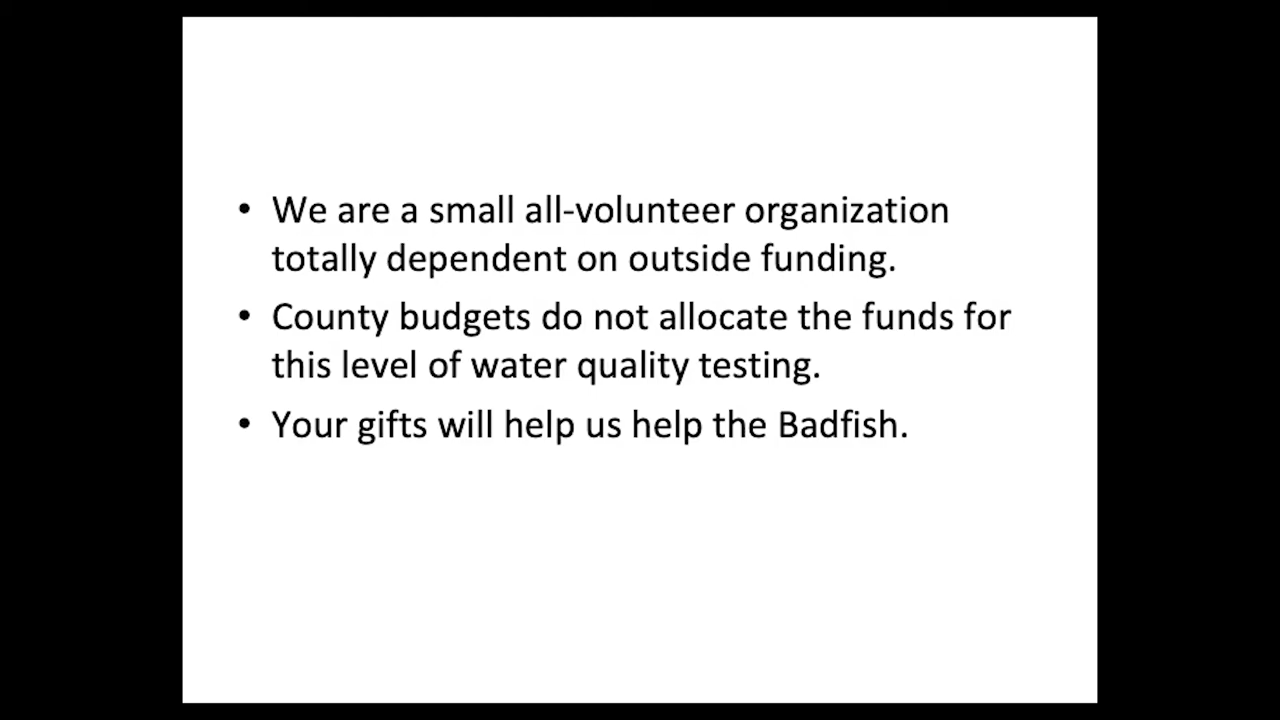 • We are a small all-volunteer organization
totally dependent on outside funding.
• County budgets do not allocate the funds for
this level of water quality testing.
• Your gifts will help us help the Badfish.